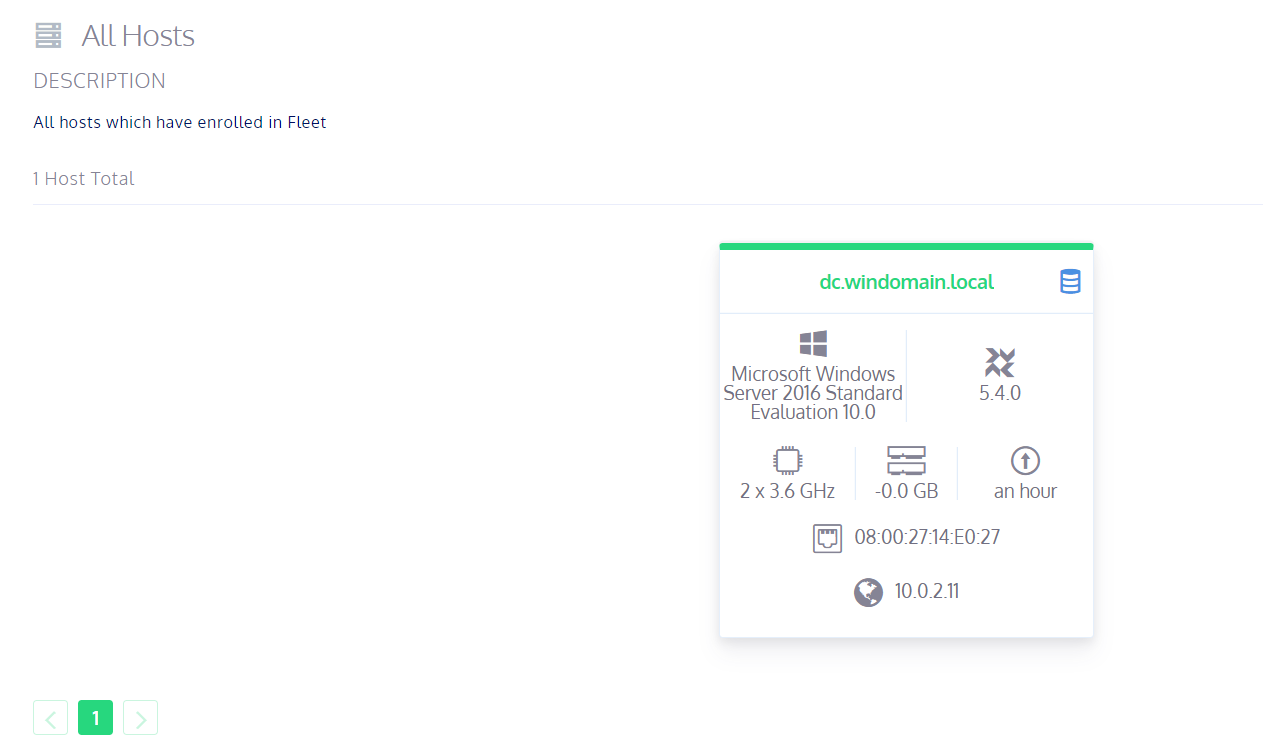 All Hosts
DESCRIPTION
All hosts which have enrolled in Fleet
1 Host Total
dc.windomain.local
Microsoft Windows
Server 2016 Standard
Evaluation 10.0
5.4.0
2 x 3.6 GHz
-0.0 GB
an hour
08:00:27:14:E0:27
10.0.2.11
1